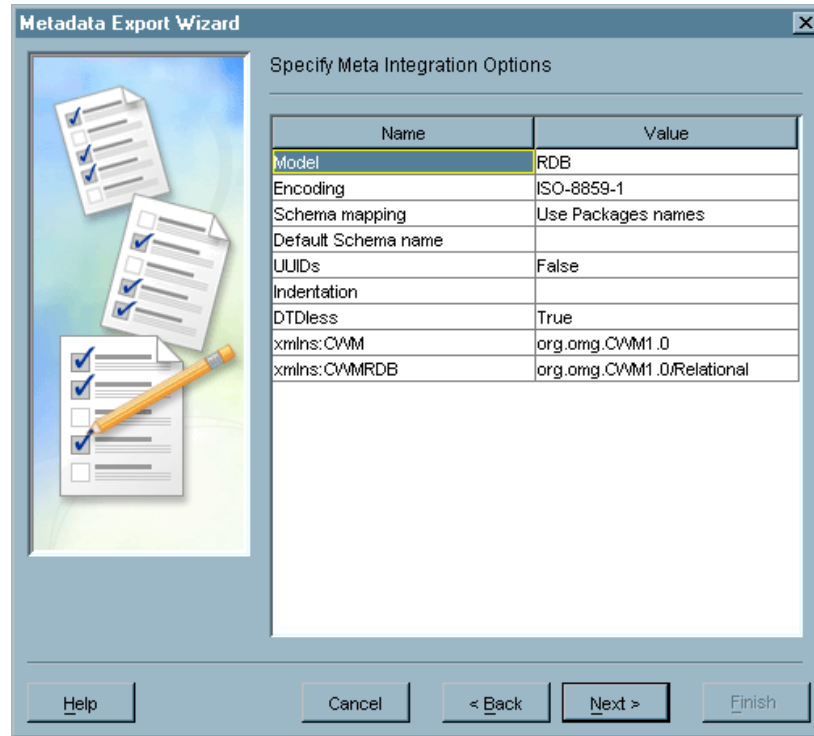 Metadata Export Wizard
Specify Meta Integration Options
Name Value
Model RDB
Encoding ISO-8859-1
Schema mapping Use Packages names
Default Schema name
UUIDs False
Indentation
DTDless True
xmlns:CWM org.omg.CWM1.0
xmlns:CWMRDB org.omg.CWM1.0/Relational
Help Cancel < Back Next > Finish